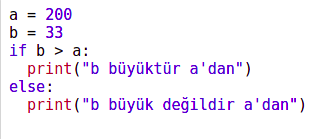 a = 200
b = 33
if b > a:
  print("b büyüktür a'dan")
else:
  print("b büyük değildir a'dan")